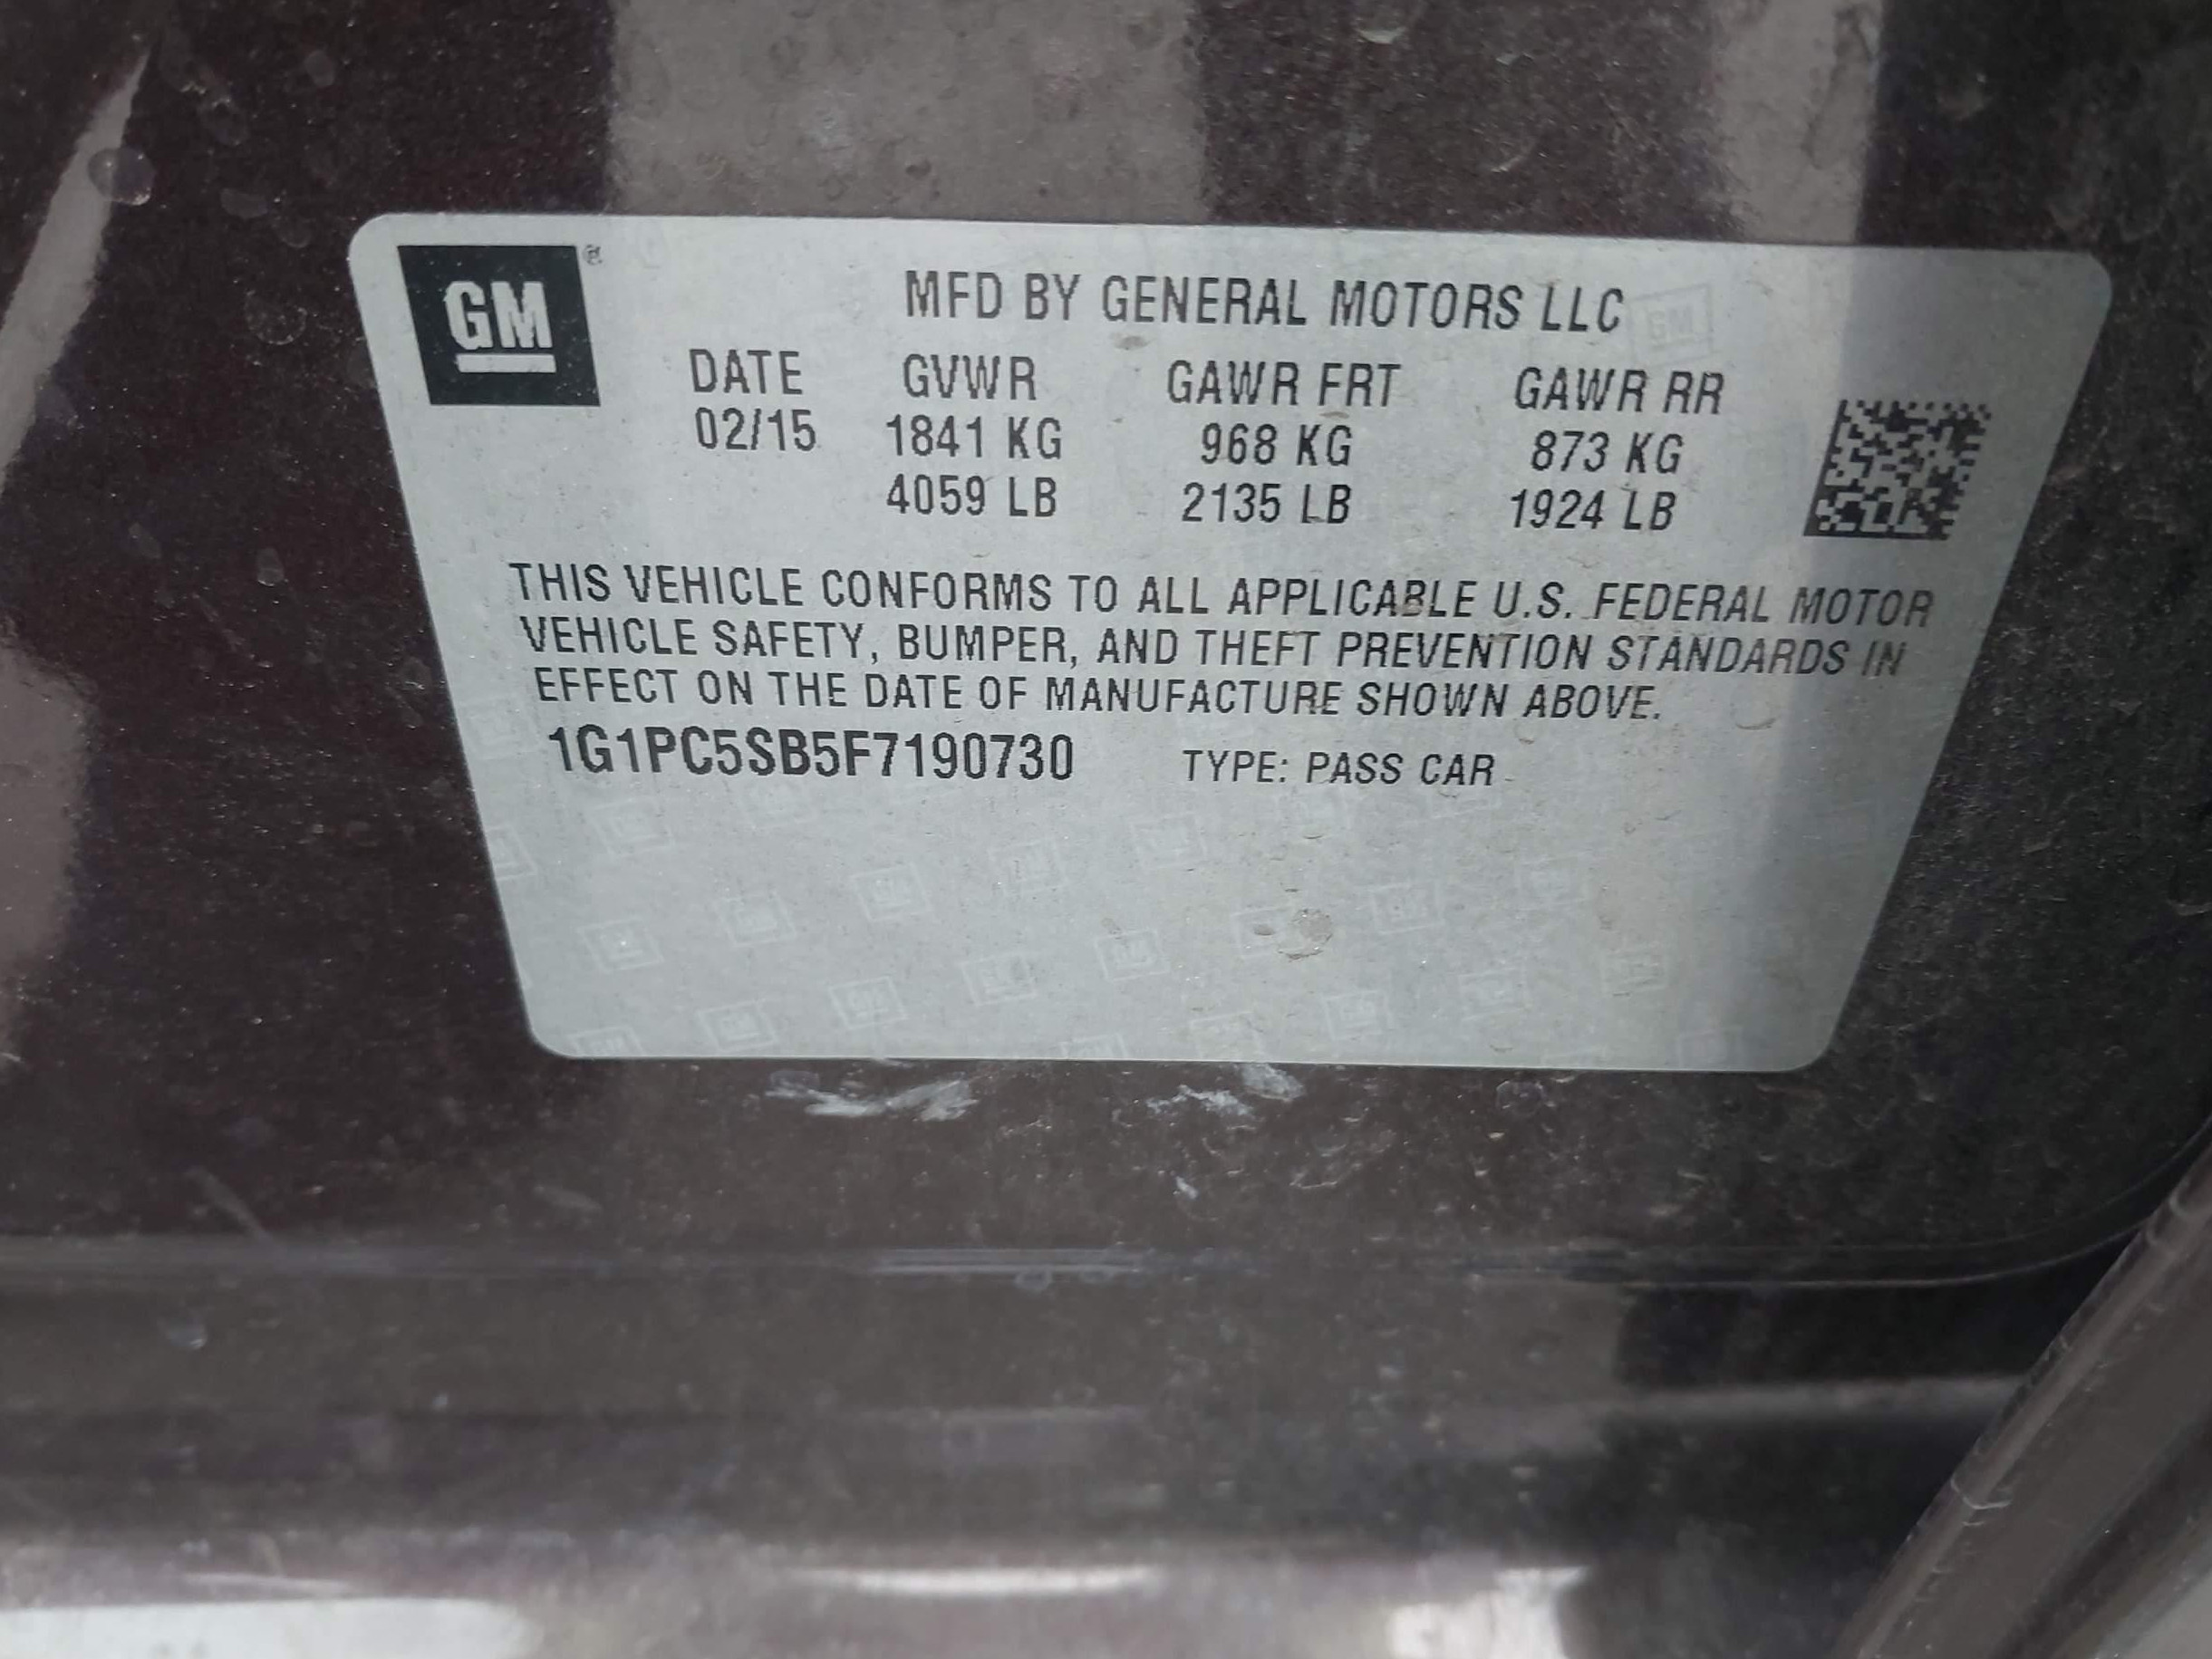 GM ®
MFD BY GENERAL MOTORS LLC
DATE GVWR GAWR FRT GAWR RR
02/15 1841 KG 968 KG 873 KG
4059 LB 2135 LB 1924 LB
THIS VEHICLE CONFORMS TO ALL APPLICABLE U.S. FEDERAL MOTOR
VEHICLE SAFETY, BUMPER, AND THEFT PREVENTION STANDARDS IN
EFFECT ON THE DATE OF MANUFACTURE SHOWN ABOVE.
1G1PC5SB5F7190730 TYPE: PASS CAR